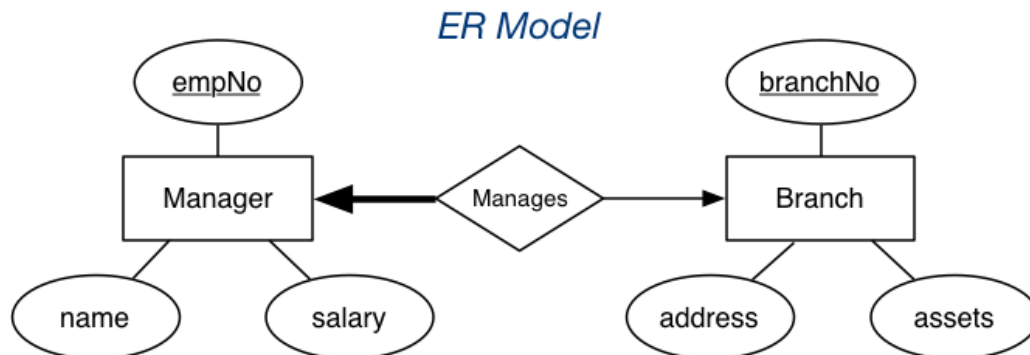 ER Model
empNo
branchNo
Manager
Manages
Branch
name
salary
address
assets